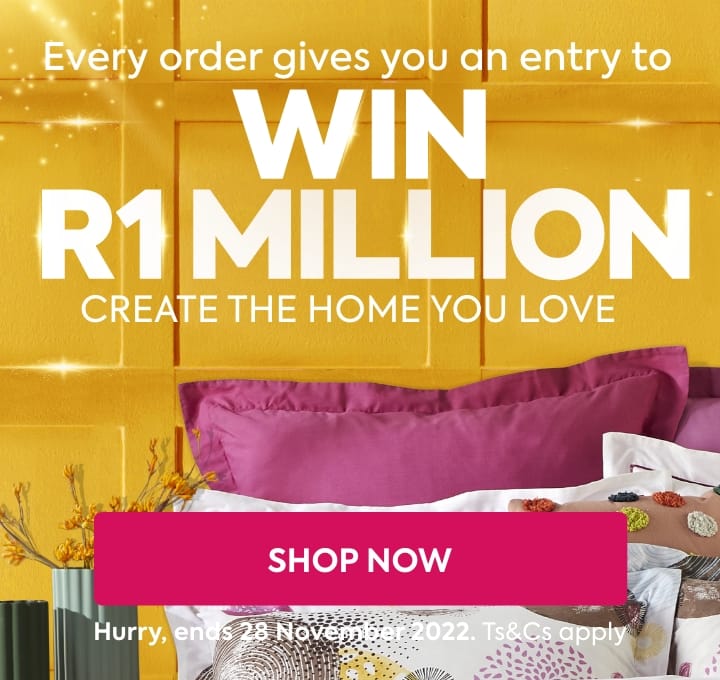 Every order gives you an entry to
WIN
R1 MILLION
CREATE THE HOME YOU LOVE
SHOP NOW
Hurry, ends 28 November 2022. Ts&Cs apply